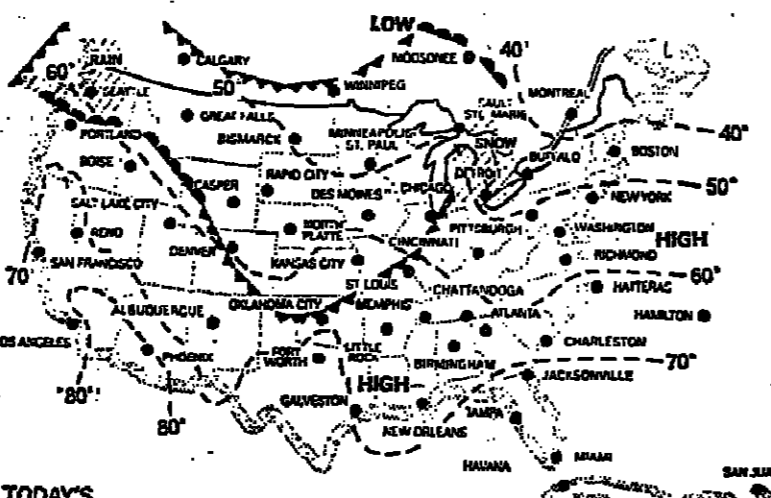 LOW
40°
RAIN
CALGARY
MOOSONEE
60°
50°
SEATTLE
WINNIPEG
MONTREAL
GREAT FALLS
SAULT
STE. MARIE
PORTLAND
BISMARCK
MINNEAPOLIS
ST. PAUL
SNOW
40°
BOISE
BUFFALO
BOSTON
RAPID CITY
DETROIT
CASPER
DES MOINES
CHICAGO
50°
SALT LAKE CITY
NEW YORK
NORTH
PLATTE
PITTSBURGH
WASHINGTON
RENO
CINCINNATI
HIGH
DENVER
KANSAS CITY
RICHMOND
SAN FRANCISCO
70°
60°
ST LOUIS
CHATTANOOGA
HATTERAS
OKLAHOMA CITY
MEMPHIS
ALBUQUERQUE
ATLANTA
HAMILTON
OS ANGELES
CHARLESTON
PHOENIX
FORT
WORTH
LITTLE
ROCK
BIRMINGHAM
70°
HIGH
JACKSONVILLE
80°
GALVESTON
80°
TAMPA
NEW ORLEANS
HAVANA
MIAMI
SAN JU
TODAY'S